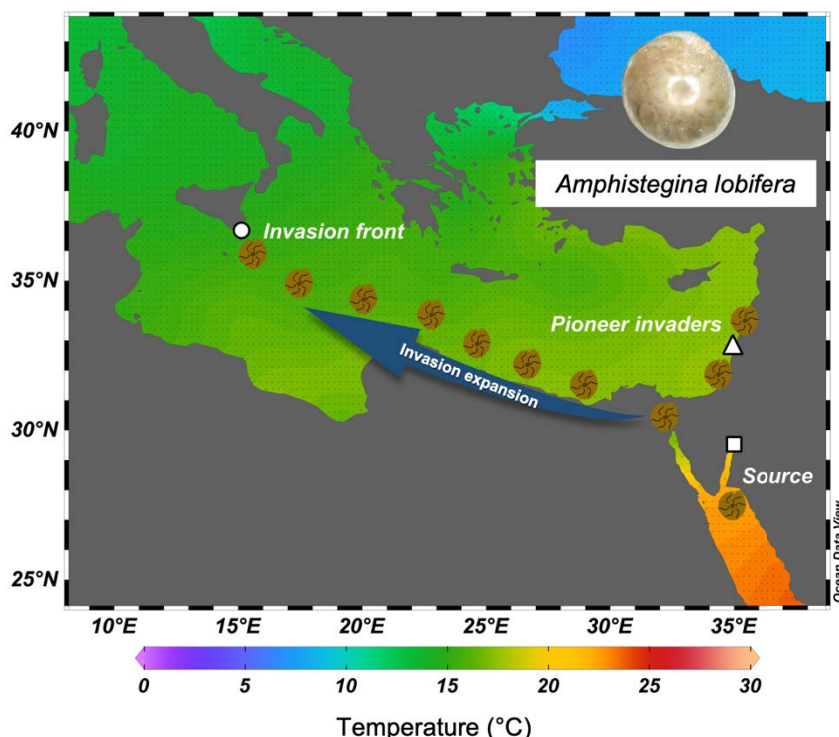 Amphistegina lobifera
Invasion front
Pioneer invaders
Invasion expansion
Source
40°N
35°N
30°N
25°N
10°E
15°E
20°E
25°E
30°E
35°E
Ocean Data View
0
5
10
15
20
25
30
Temperature (°C)